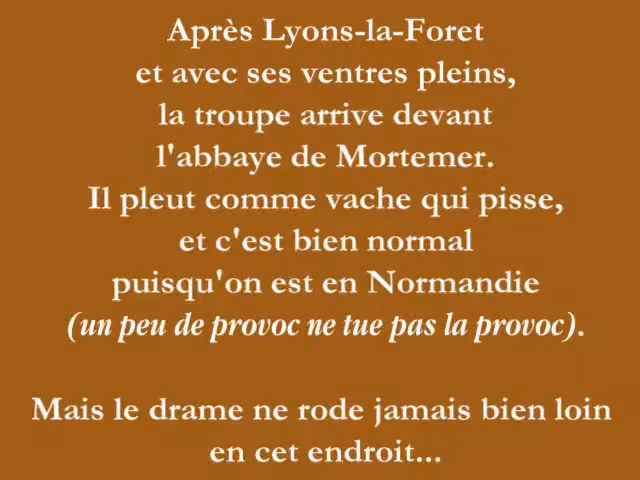 Après Lyons-la-Foret
et avec ses ventres pleins,
la troupe arrive devant
l'abbaye de Mortemer.
Il pleut comme vache qui pisse,
et c'est bien normal
puisqu'on est en Normandie
(un peu de provoc ne tue pas la provoc).
Mais le drame ne rode jamais bien loin
en cet endroit...